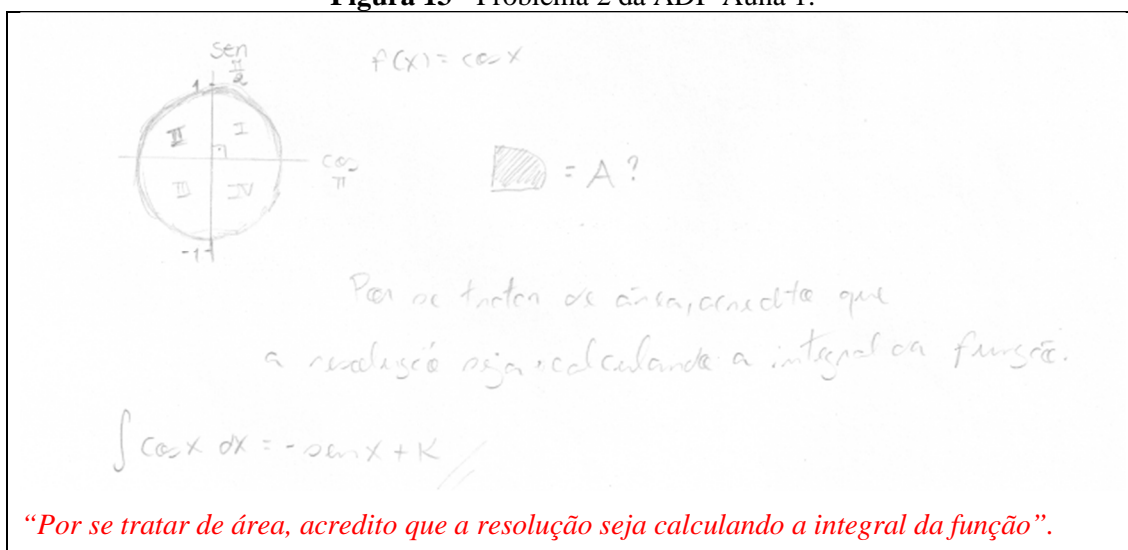 Figura 15 - Problema 2 da ADP Aula 1.
sen
π/2
f(x) = cos x
1
II I
cos
π
= A ?
III IV
-1
Por se tratar de área, acredito que
a resolução seja calculando a integral da função.
∫ cos x dx = - sen x + K //
“Por se tratar de área, acredito que a resolução seja calculando a integral da função”.